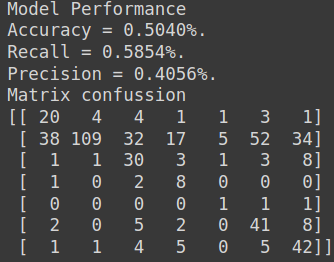 Model Performance
Accuracy = 0.5040%.
Recall = 0.5854%.
Precision = 0.4056%.
Matrix confussion
[[ 20   4   4   1   1   3   1]
 [ 38 109  32  17   5  52  34]
 [  1   1  30   3   1   3   8]
 [  1   0   2   8   0   0   0]
 [  0   0   0   0   1   1   1]
 [  2   0   5   2   0  41   8]
 [  1   1   4   5   0   5  42]]